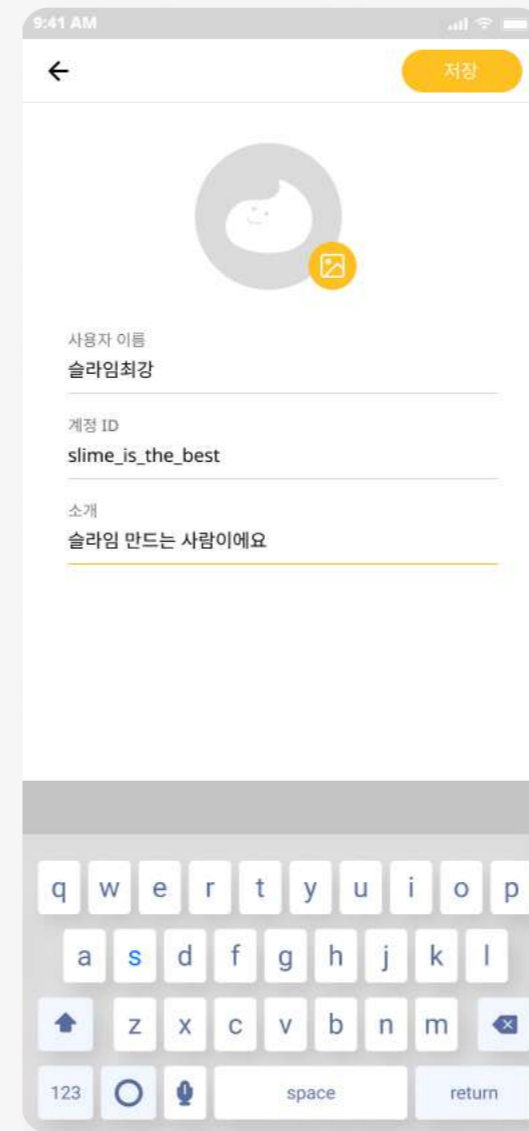 9:41 AM
저장
사용자 이름
슬라임최강
계정 ID
slime_is_the_best
소개
슬라임 만드는 사람이에요
q w e r t y u i o p
a s d f g h j k l
z x c v b n m
123 space return